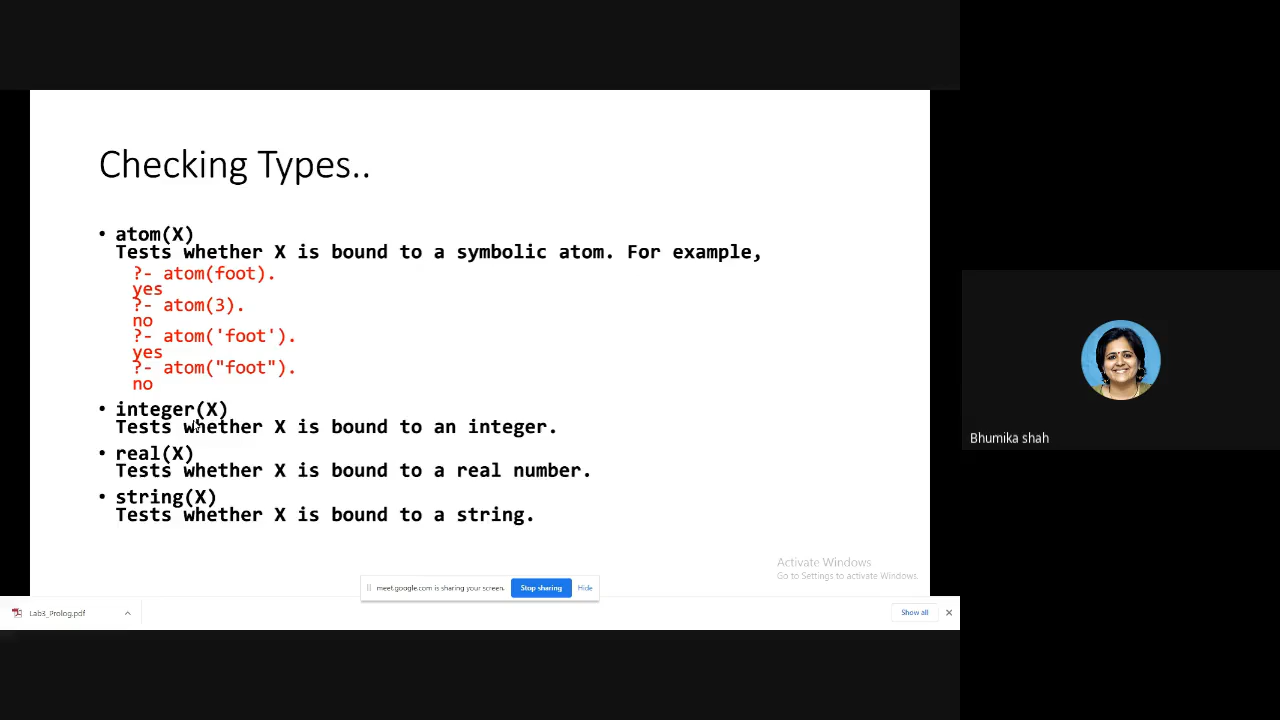 Checking Types..
• atom(X)
Tests whether X is bound to a symbolic atom. For example,
?- atom(foot).
yes
?- atom(3).
no
?- atom('foot').
yes
?- atom("foot").
no
• integer(X)
Tests whether X is bound to an integer.
• real(X)
Tests whether X is bound to a real number.
• string(X)
Tests whether X is bound to a string.
Bhumika shah
Activate Windows
Go to Settings to activate Windows.
meet.google.com is sharing your screen. Stop sharing Hide
Lab3_Prolog.pdf Show all